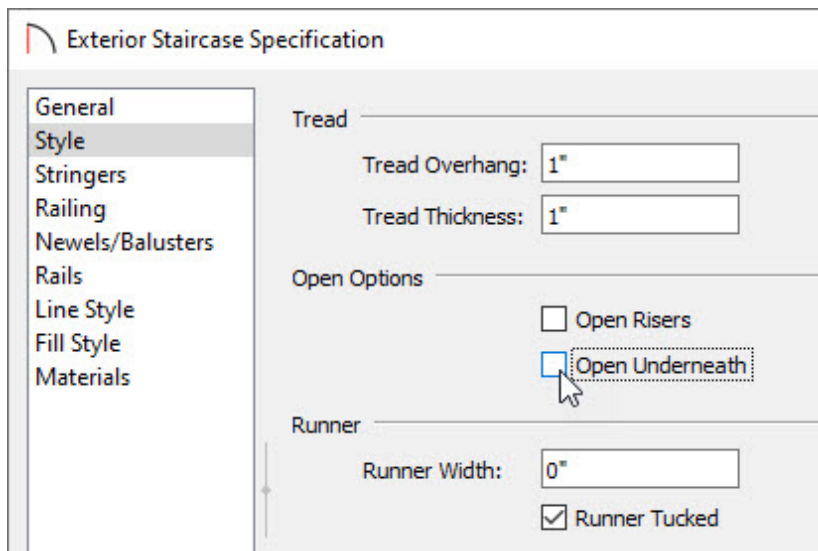 Exterior Staircase Specification
General
Style
Stringers
Railing
Newels/Balusters
Rails
Line Style
Fill Style
Materials
Tread
Tread Overhang: 1"
Tread Thickness: 1"
Open Options
Open Risers
Open Underneath
Runner
Runner Width: 0"
Runner Tucked